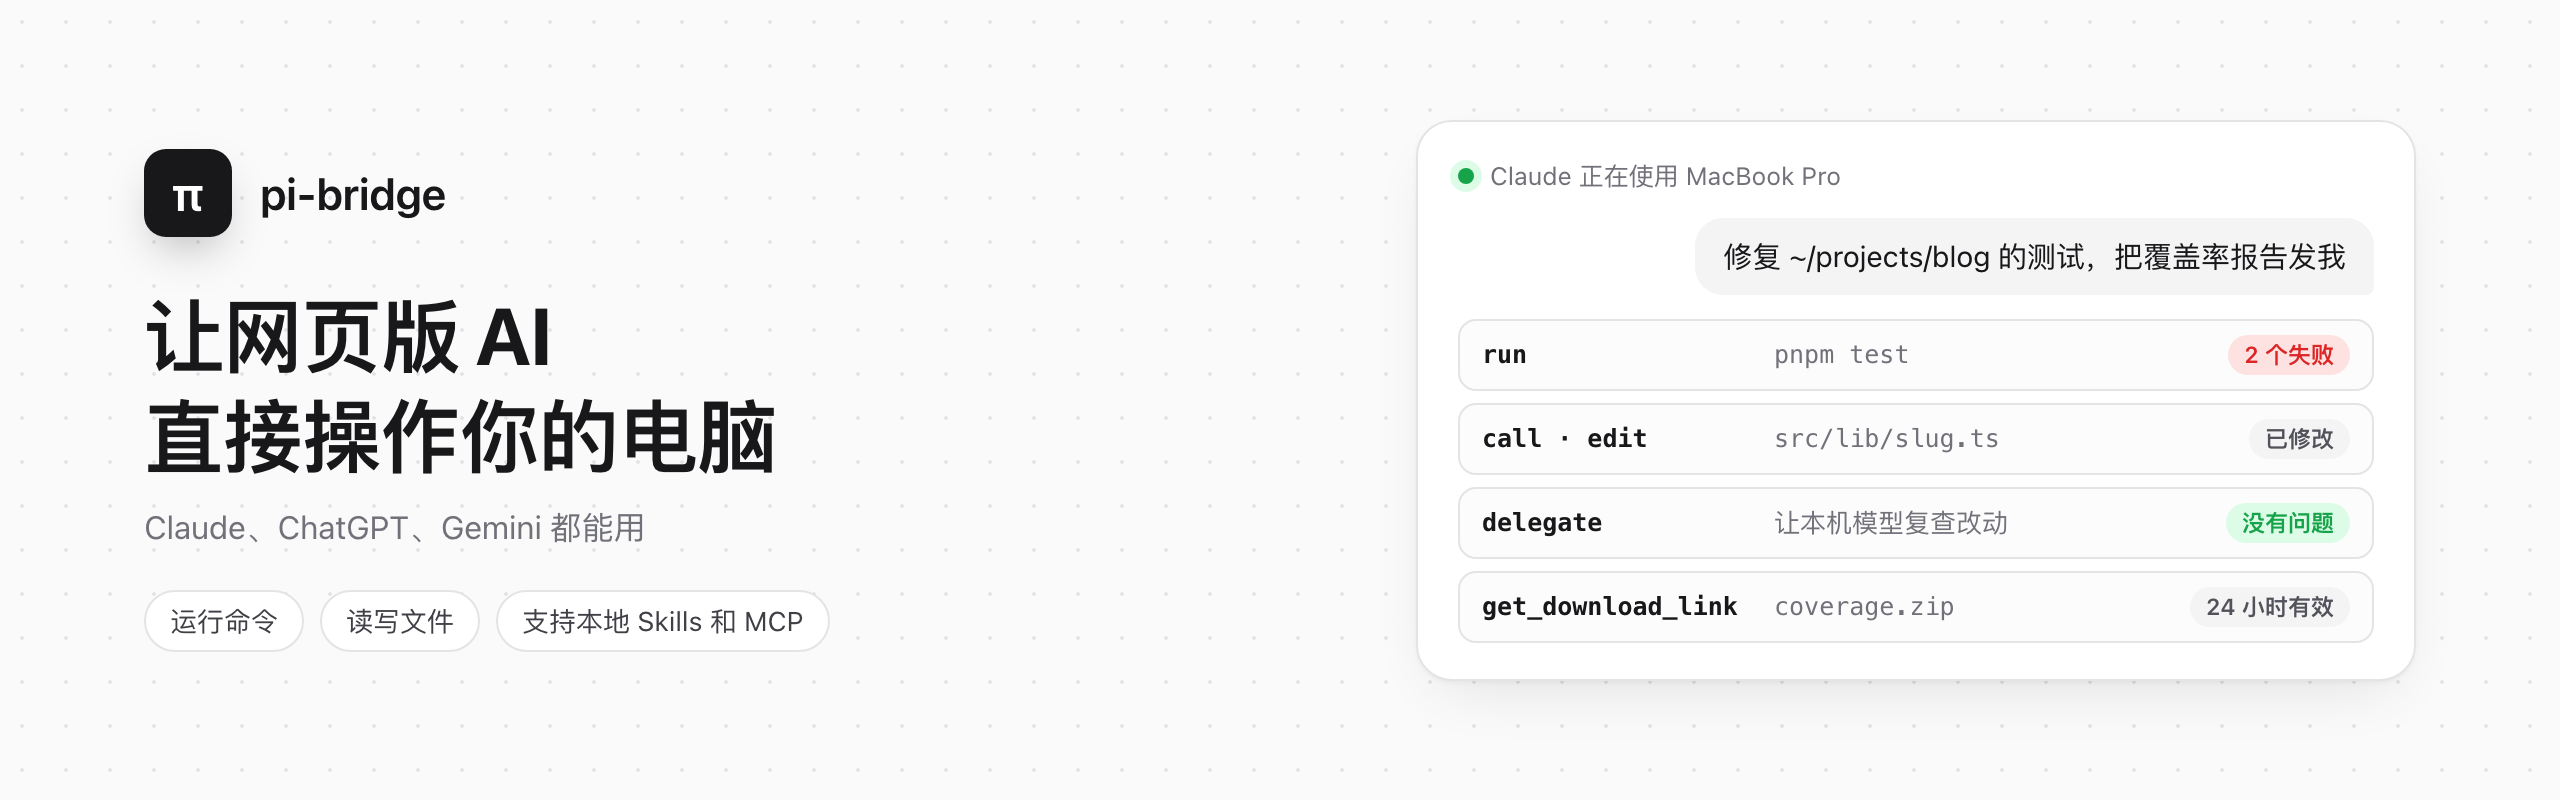 π pi-bridge
让网页版 AI
直接操作你的电脑
Claude、ChatGPT、Gemini 都能用
运行命令 读写文件 支持本地 Skills 和 MCP
Claude 正在使用 MacBook Pro
修复 ~/projects/blog 的测试，把覆盖率报告发我
run pnpm test 2 个失败
call · edit src/lib/slug.ts 已修改
delegate 让本机模型复查改动 没有问题
get_download_link coverage.zip 24 小时有效